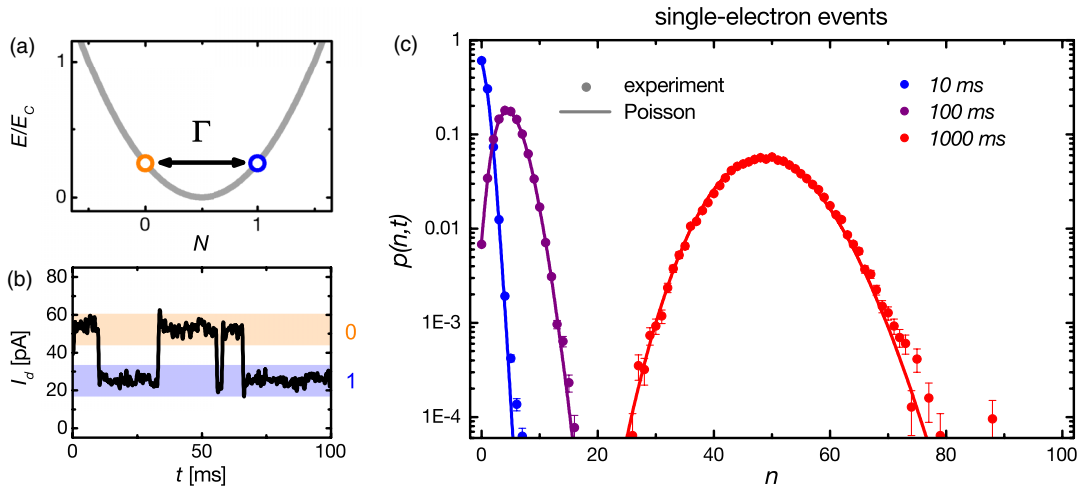 single-electron events
(a)
E/E_C
1
0
Γ
0 1
N
(b)
I_d [pA]
80
60
40
20
0
0
1
0 50 100
t [ms]
(c)
p(n,t)
1
0.1
0.01
1E-3
1E-4
experiment
Poisson
10 ms
100 ms
1000 ms
0 20 40 60 80 100
n